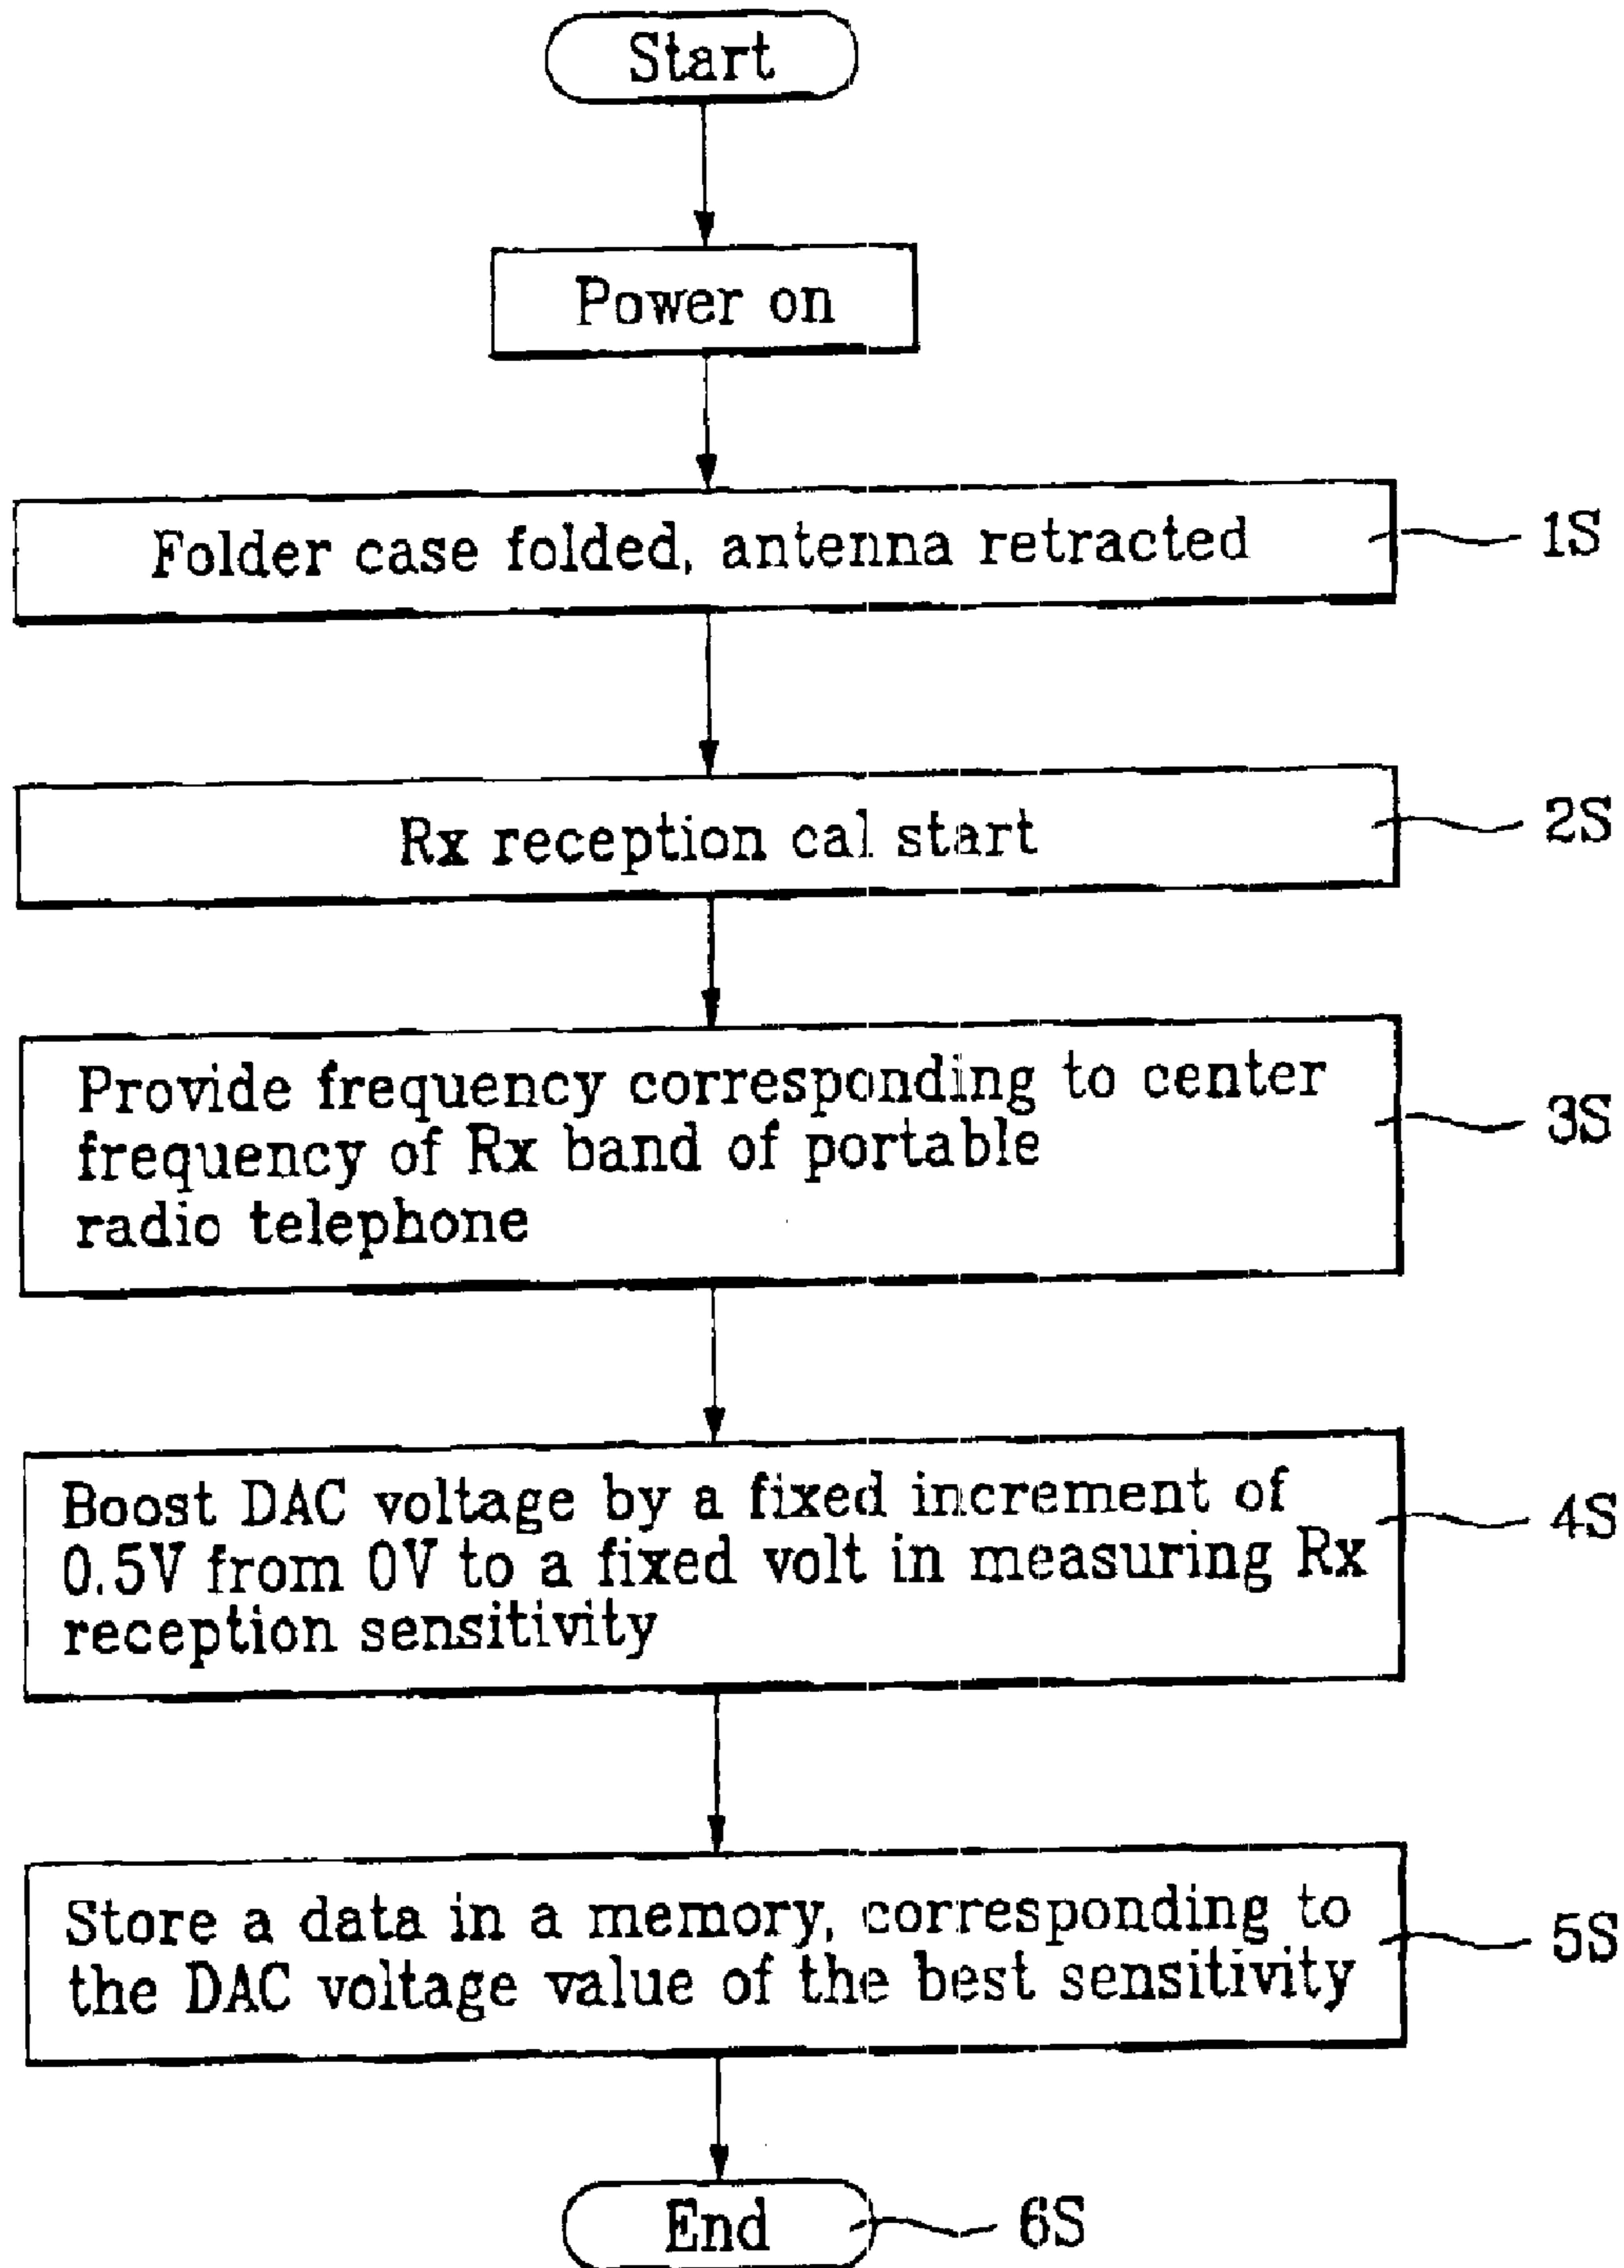 Start
Power on
Folder case folded, antenna retracted
1S
Rx reception cal start
2S
Provide frequency corresponding to center
frequency of Rx band of portable
radio telephone
3S
Boost DAC voltage by a fixed increment of
0.5V from 0V to a fixed volt in measuring Rx
reception sensitivity
4S
Store a data in a memory, corresponding to
the DAC voltage value of the best sensitivity
5S
End
6S